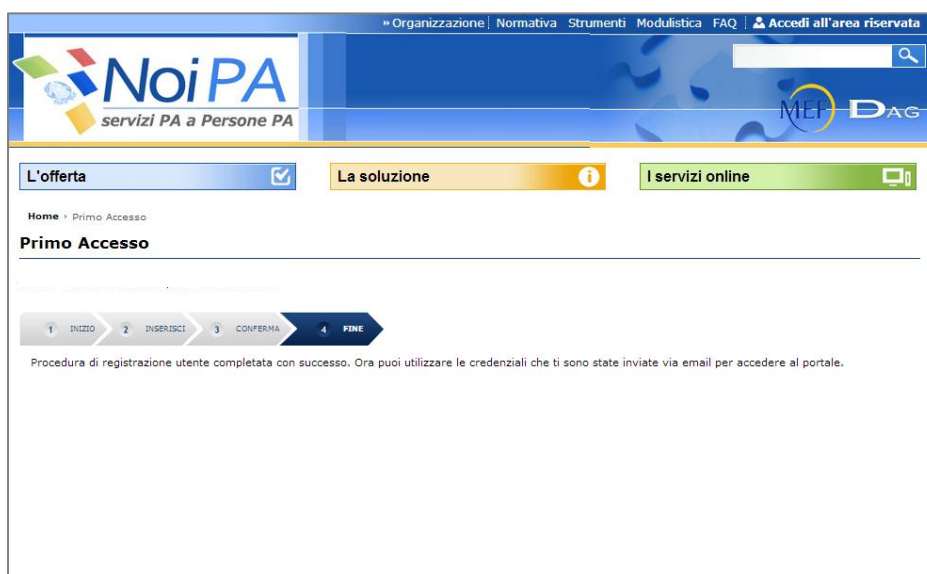 » Organizzazione Normativa Strumenti Modulistica FAQ Accedi all'area riservata
NoiPA
servizi PA a Persone PA
MEF DAG
L'offerta La soluzione i I servizi online
Home › Primo Accesso
Primo Accesso
1 INIZIO 2 INSERISCI 3 CONFERMA 4 FINE
Procedura di registrazione utente completata con successo. Ora puoi utilizzare le credenziali che ti sono state inviate via email per accedere al portale.